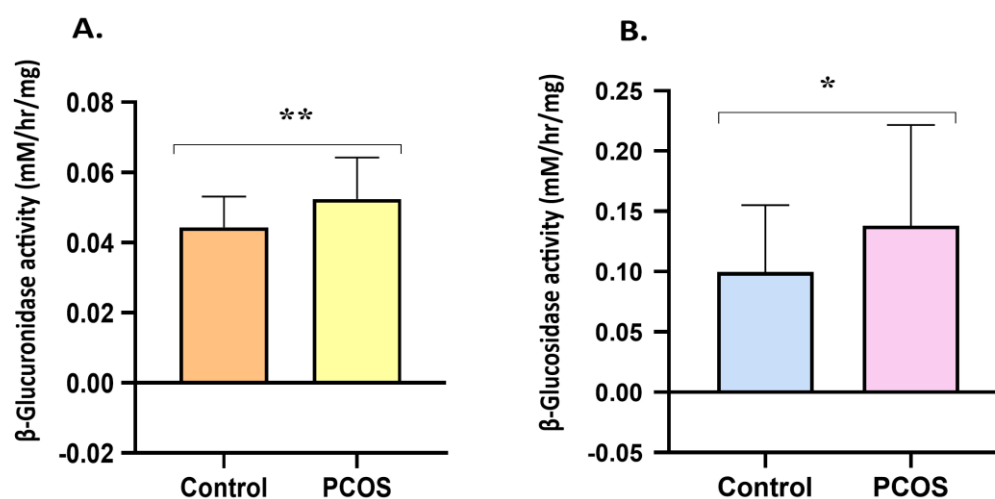 A.
β-Glucuronidase activity (mM/hr/mg)
0.08
0.06
0.04
0.02
0.00
-0.02
**
Control PCOS
B.
β-Glucosidase activity (mM/hr/mg)
0.25
0.20
0.15
0.10
0.05
0.00
-0.05
*
Control PCOS